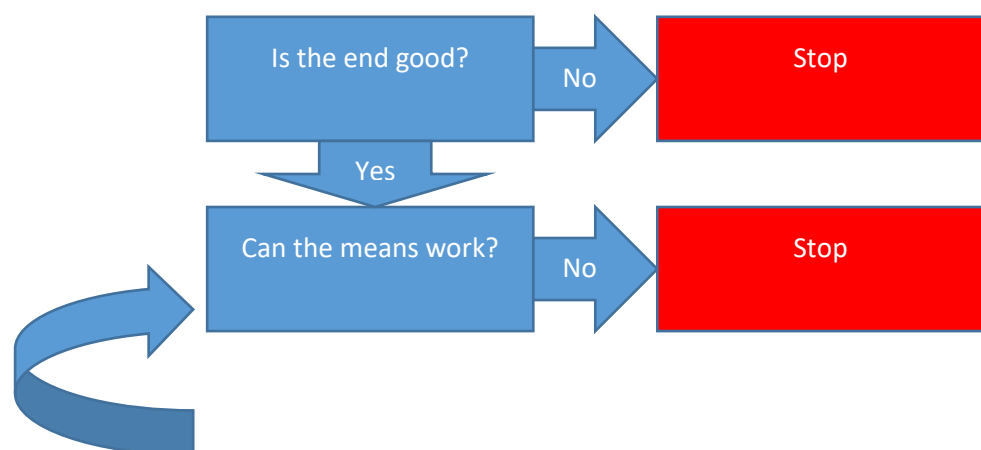 Is the end good?
No
Stop
Yes
Can the means work?
No
Stop